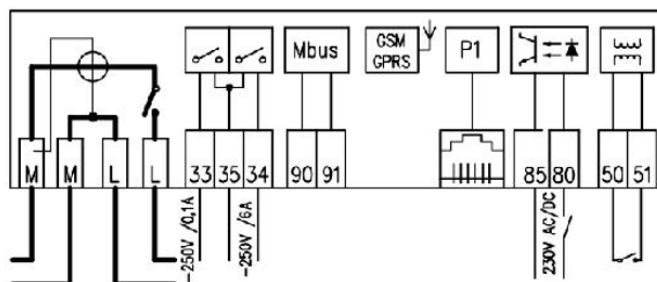 Mbus
GSM
GPRS
P1
M M L L 33 35 34 90 91 85 80 50 51
~250V /0,1A
~250V /6A
230V AC/DC